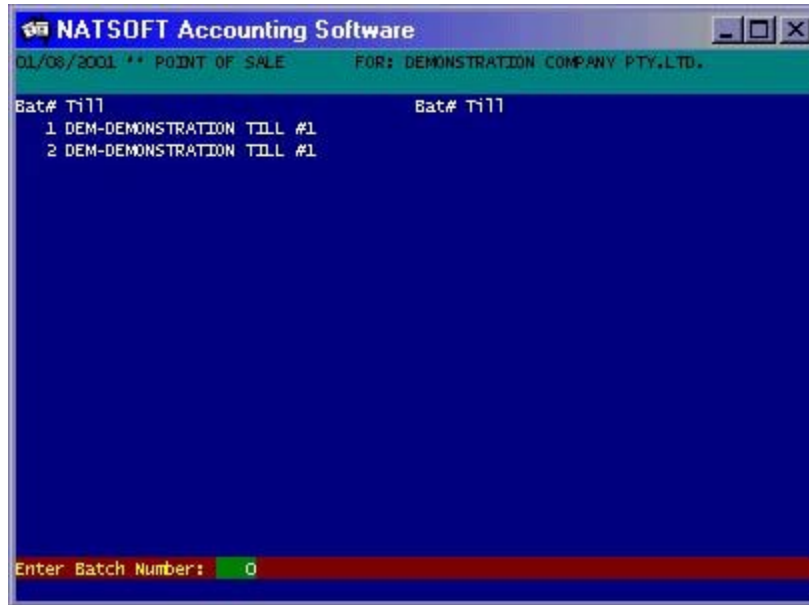 NATSOFT Accounting Software
01/08/2001 '' POINT OF SALE FOR: DEMONSTRATION COMPANY PTY.LTD.
Bat# Till Bat# Till
1 DEM-DEMONSTRATION TILL #1
2 DEM-DEMONSTRATION TILL #1
Enter Batch Number: 0